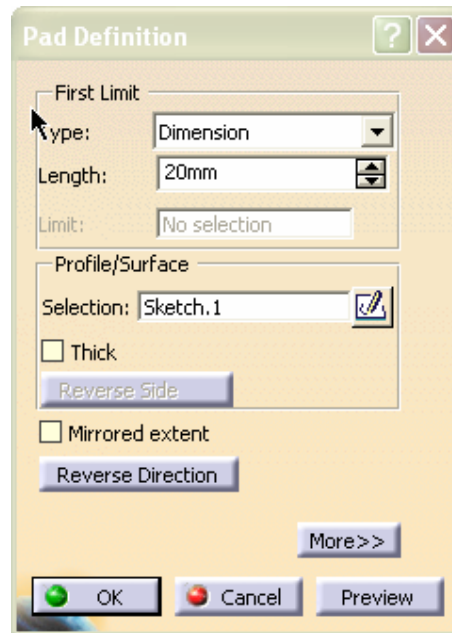 Pad Definition ?
First Limit
Type: Dimension
Length: 20mm
Limit: No selection
Profile/Surface
Selection: Sketch.1
Thick
Reverse Side
Mirrored extent
Reverse Direction
More>>
OK Cancel Preview